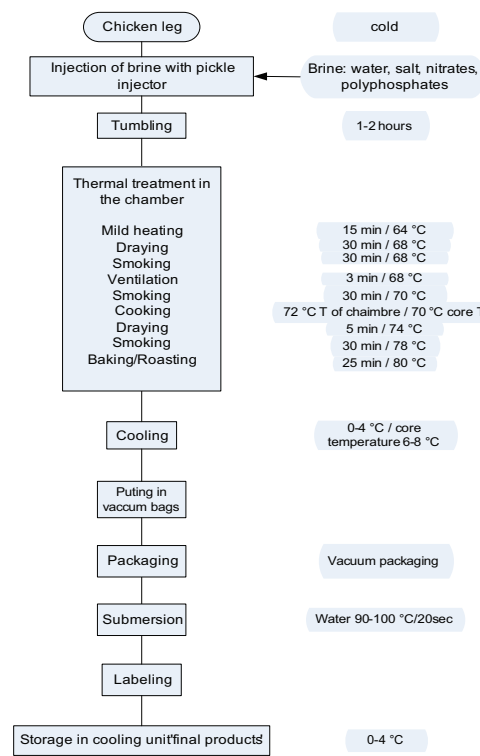 Chicken leg
cold
Injection of brine with pickle
injector
Brine: water, salt, nitrates,
polyphosphates
Tumbling
1-2 hours
Thermal treatment in
the chamber
Mild heating
15 min / 64 °C
Draying
30 min / 68 °C
Smoking
30 min / 68 °C
Ventilation
3 min / 68 °C
Smoking
30 min / 70 °C
Cooking
72 °C T of chaimbre / 70 °C core T
Draying
5 min / 74 °C
Smoking
30 min / 78 °C
Baking/Roasting
25 min / 80 °C
Cooling
0-4 °C / core
temperature 6-8 °C
Puting in
vaccum bags
Packaging
Vacuum packaging
Submersion
Water 90-100 °C/20sec
Labeling
Storage in cooling unit"final products"
0-4 °C